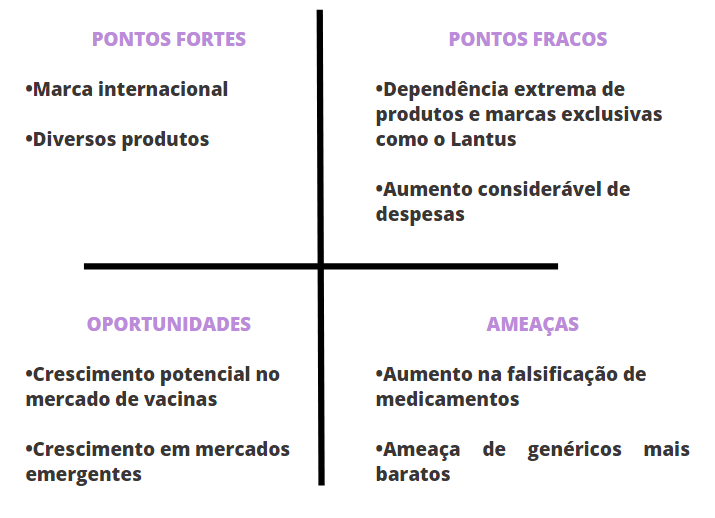 PONTOS FORTES
•Marca internacional
•Diversos produtos
PONTOS FRACOS
•Dependência extrema de
produtos e marcas exclusivas
como o Lantus
•Aumento considerável de
despesas
OPORTUNIDADES
•Crescimento potencial no
mercado de vacinas
•Crescimento em mercados
emergentes
AMEAÇAS
•Aumento na falsificação de
medicamentos
•Ameaça de genéricos mais
baratos